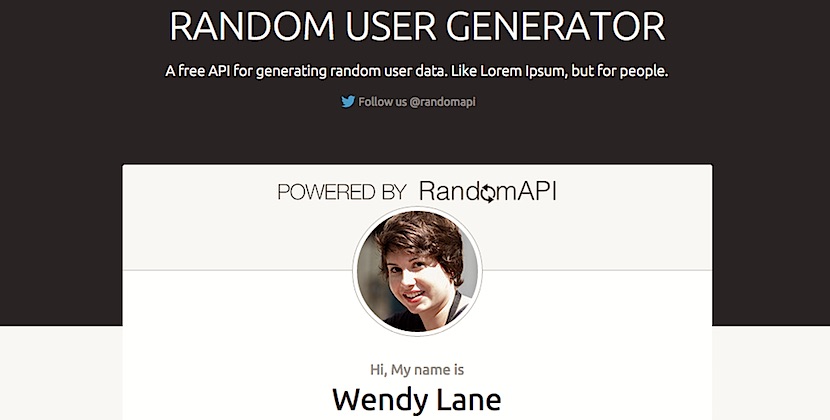 RANDOM USER GENERATOR
A free API for generating random user data. Like Lorem Ipsum, but for people.
Follow us @randomapi
POWERED BY RandomAPI
Hi, My name is
Wendy Lane